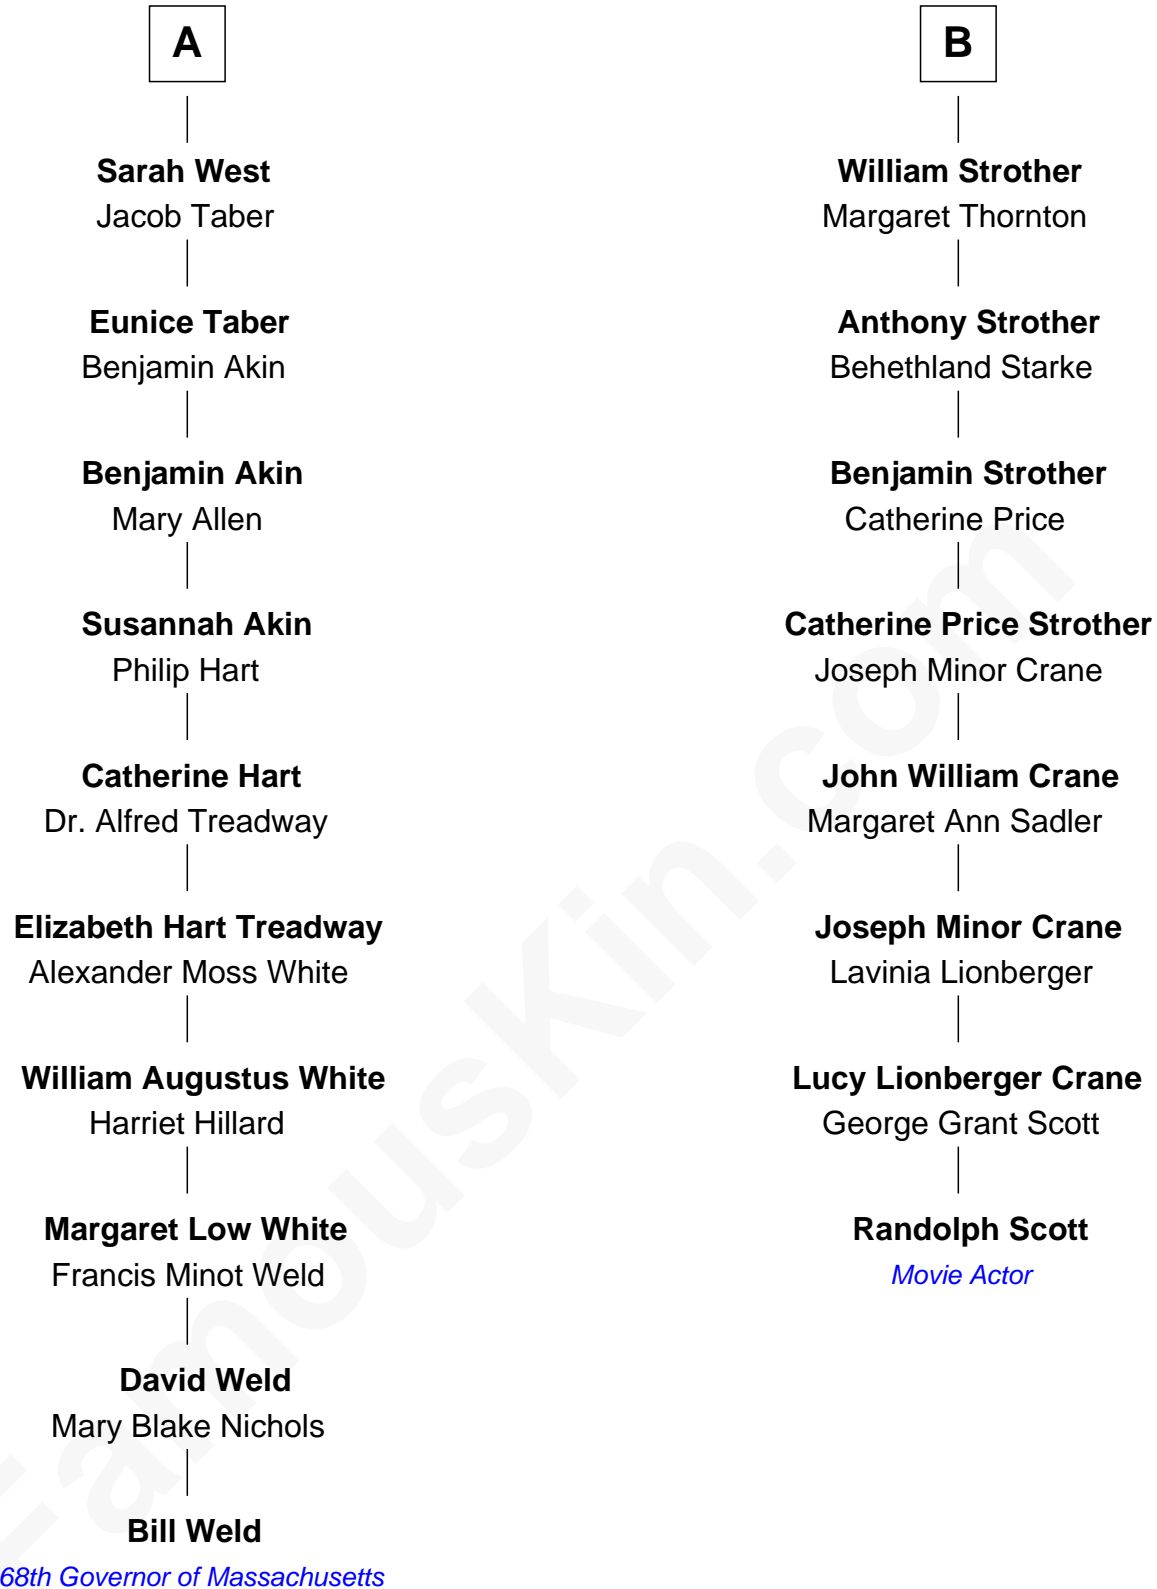 A
Sarah West
Jacob Taber
Eunice Taber
Benjamin Akin
Benjamin Akin
Mary Allen
Susannah Akin
Philip Hart
Catherine Hart
Dr. Alfred Treadway
Elizabeth Hart Treadway
Alexander Moss White
William Augustus White
Harriet Hillard
Margaret Low White
Francis Minot Weld
David Weld
Mary Blake Nichols
Bill Weld
68th Governor of Massachusetts
B
William Strother
Margaret Thornton
Anthony Strother
Behethland Starke
Benjamin Strother
Catherine Price
Catherine Price Strother
Joseph Minor Crane
John William Crane
Margaret Ann Sadler
Joseph Minor Crane
Lavinia Lionberger
Lucy Lionberger Crane
George Grant Scott
Randolph Scott
Movie Actor
FamousKin.com